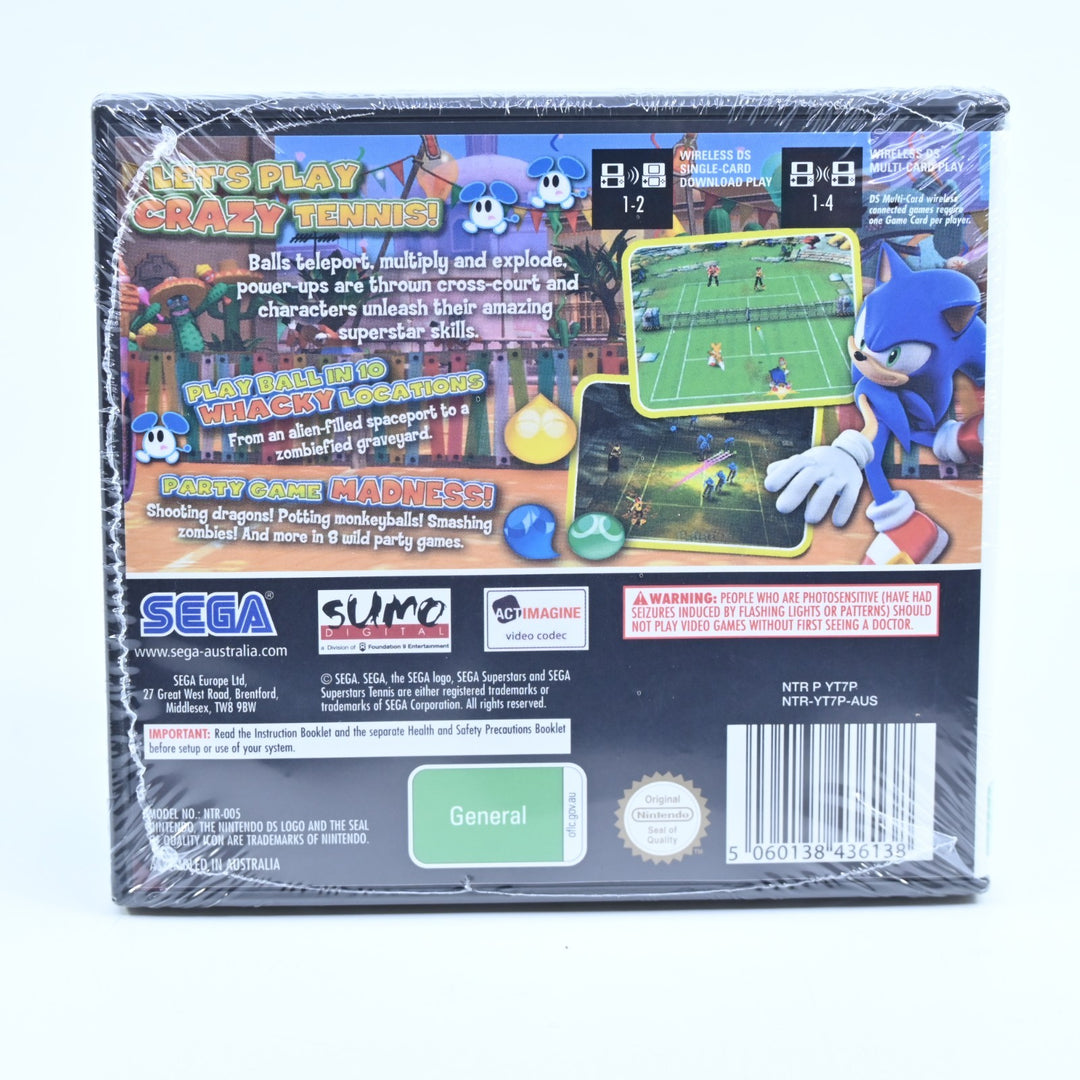 LET'S PLAY
CRAZY TENNIS!
Balls teleport, multiply and explode,
power-ups are thrown cross-court and
characters unleash their amazing
superstar skills.
PLAY BALL IN 10
WHACKY LOCATIONS
From an alien-filled spaceport to a
zombiefied graveyard.
PARTY GAME MADNESS!
Shooting dragons! Potting monkeyballs! Smashing
zombies! And more in 8 wild party games.
1-2
WIRELESS DS
SINGLE-CARD
DOWNLOAD PLAY
1-4
WIRELESS DS
MULTI-CARD PLAY
DS Multi-Card wireless
connected games require
one Game Card per player.
SEGA®
www.sega-australia.com
SUMO
DIGITAL
a Division of Foundation 9 Entertainment
ACTIMAGINE
video codec
WARNING: PEOPLE WHO ARE PHOTOSENSITIVE (HAVE HAD
SEIZURES INDUCED BY FLASHING LIGHTS OR PATTERNS) SHOULD
NOT PLAY VIDEO GAMES WITHOUT FIRST SEEING A DOCTOR.
SEGA Europe Ltd,
27 Great West Road, Brentford,
Middlesex, TW8 9BW
© SEGA. SEGA, the SEGA logo, SEGA Superstars and SEGA
Superstars Tennis are either registered trademarks or
trademarks of SEGA Corporation. All rights reserved.
NTR P YT7P
NTR-YT7P-AUS
IMPORTANT: Read the Instruction Booklet and the separate Health and Safety Precautions Booklet
before setup or use of your system.
MODEL NO.: NTR-005
NINTENDO, THE NINTENDO DS LOGO AND THE SEAL
OF QUALITY ICON ARE TRADEMARKS OF NINTENDO.
IN AUSTRALIA
General
oflc.gov.au
Original
Nintendo
Seal of
Quality
TM
5 060138 436138